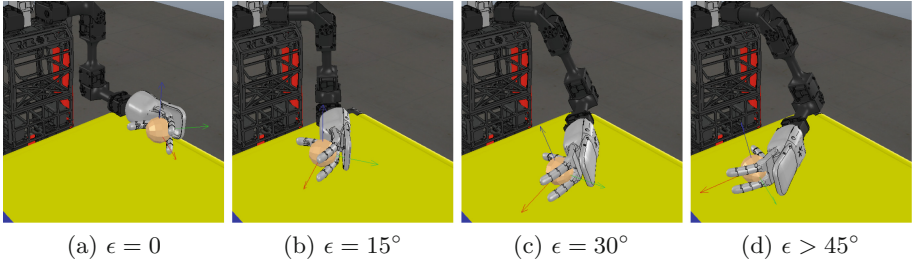 (a) ϵ = 0 (b) ϵ = 15° (c) ϵ = 30° (d) ϵ > 45°